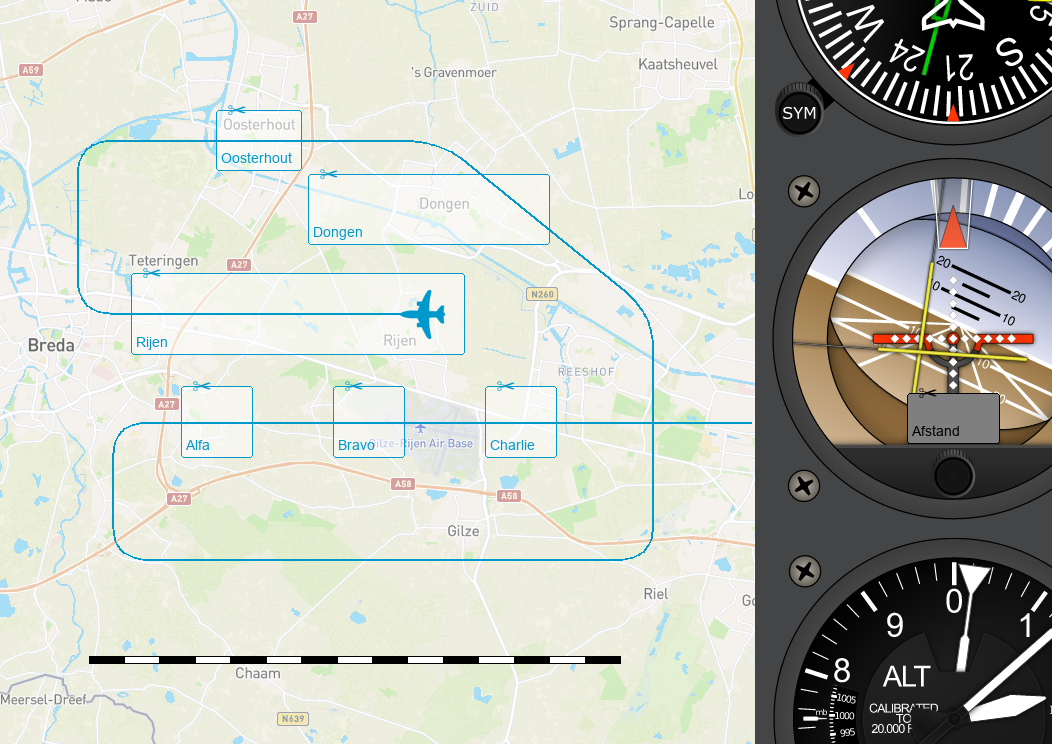 ZUID
A27
Sprang-Capelle
A59
's Gravenmoer
Kaatsheuvel
Oosterhout
Oosterhout
Dongen
Dongen
Teteringen
A27
N260
Rijen
Rijen
Breda
REESHOF
A27
Alfa
Bravo
Charlie
Gilze-Rijen Air Base
A58
A27
A58
Gilze
Riel
Chaam
Meersel-Dreef
N639
W
24
21
S
15
SYM
20
20
10
10
10
Afstand
0
9
1
8
ALT
1005
mb
1000
995
CALIBRATED
TO
20.000 F